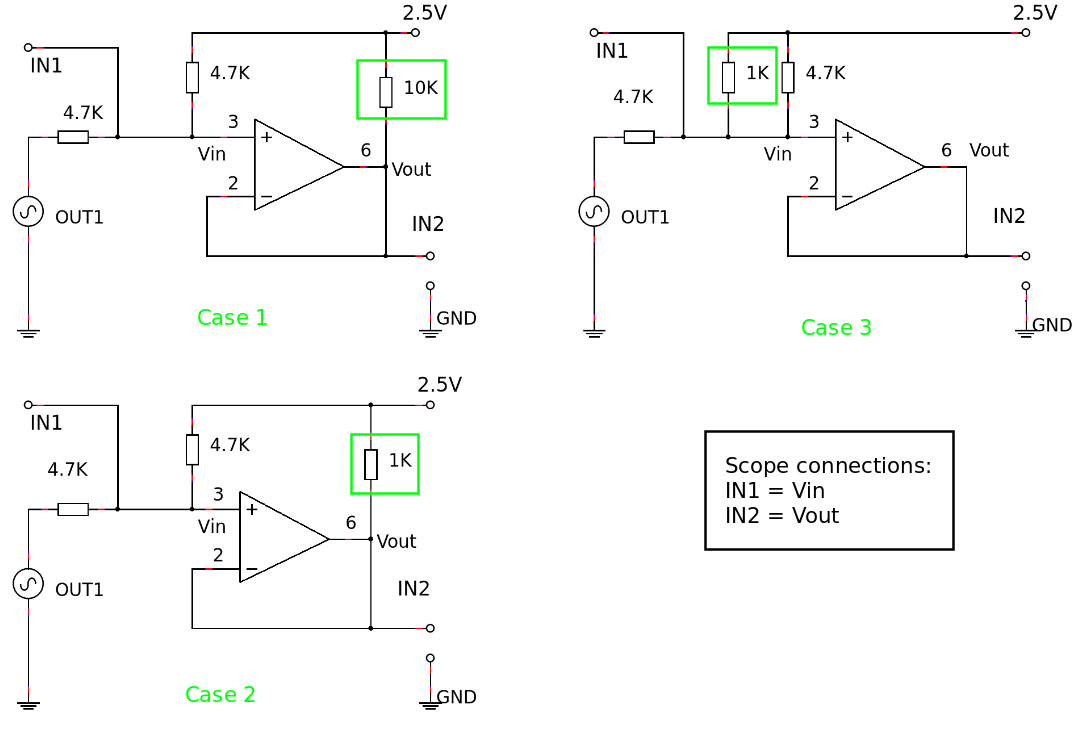 2.5V
IN1
4.7K
10K
4.7K
3
Vin
6
Vout
2
OUT1
IN2
Case 1
GND
2.5V
IN1
1K
4.7K
4.7K
3
Vin
6
Vout
2
OUT1
IN2
Case 3
GND
2.5V
IN1
4.7K
1K
4.7K
3
Vin
6
Vout
2
OUT1
IN2
Case 2
GND
Scope connections:
IN1 = Vin
IN2 = Vout